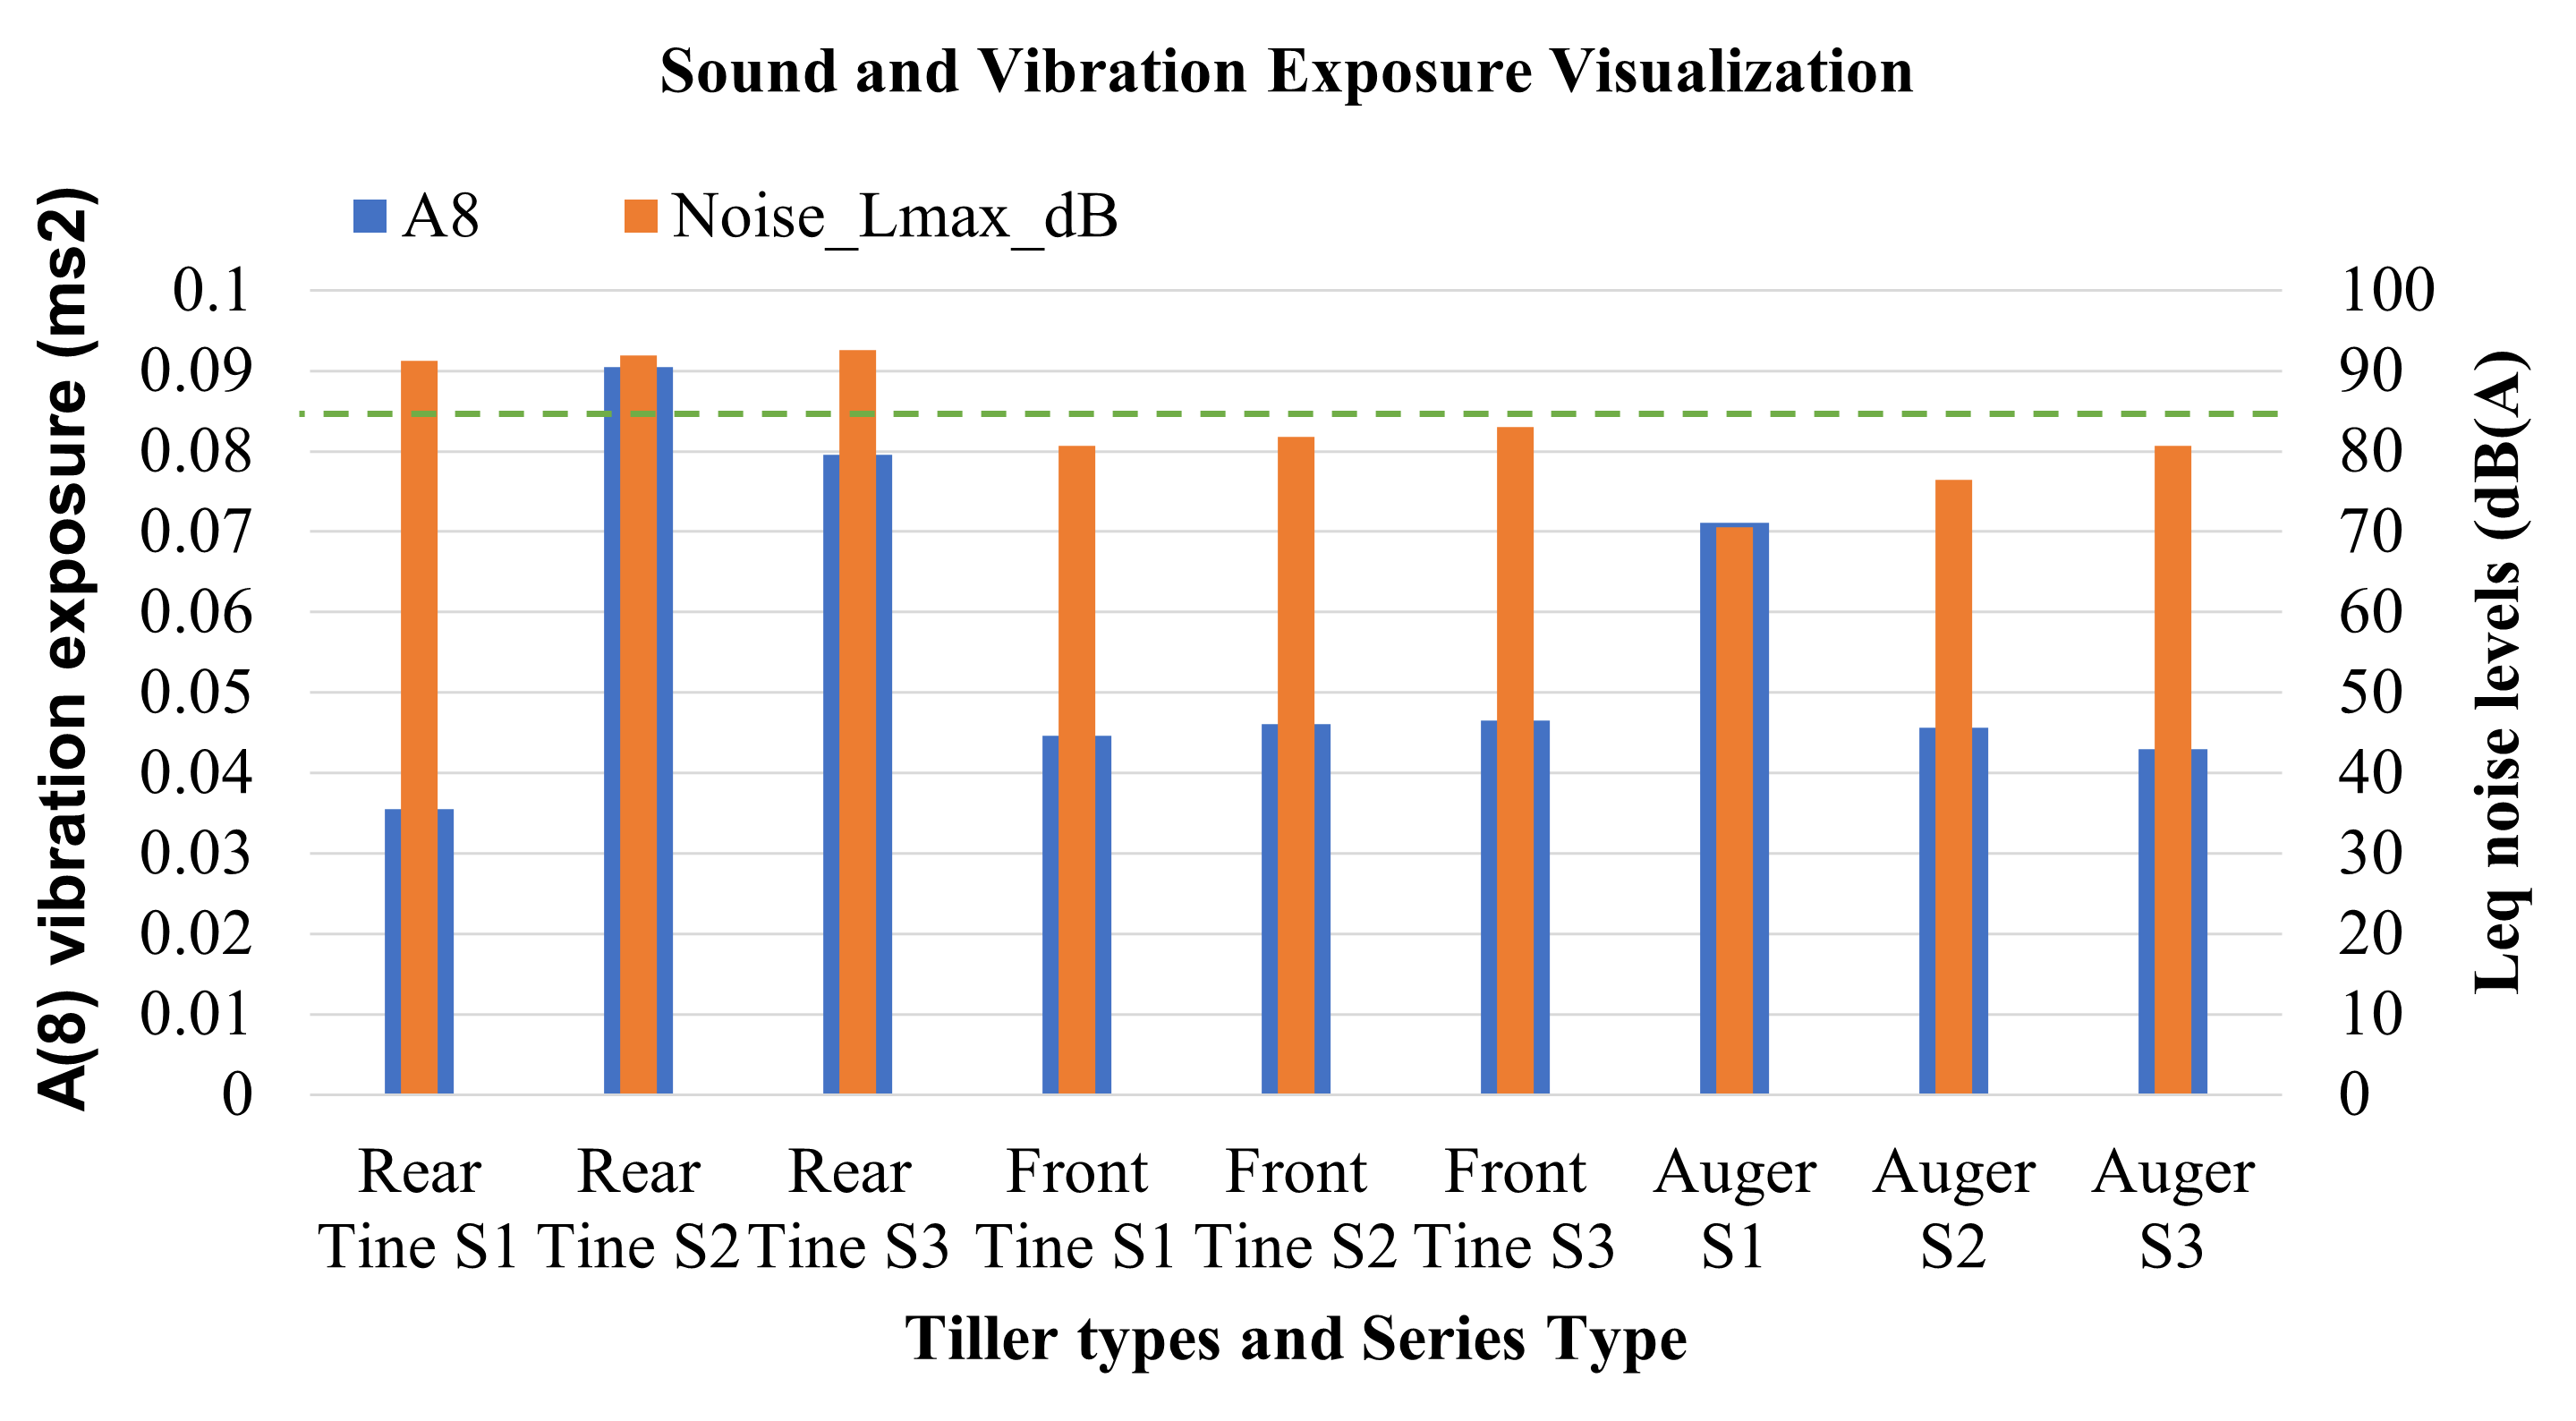 Sound and Vibration Exposure Visualization
A8
Noise_Lmax_dB
A(8) vibration exposure (ms2)
0.1
0.09
0.08
0.07
0.06
0.05
0.04
0.03
0.02
0.01
0
100
90
80
70
60
50
40
30
20
10
0
Leq noise levels (dB(A)
Rear
Tine S1
Rear
Tine S2
Rear
Tine S3
Front
Tine S1
Front
Tine S2
Front
Tine S3
Auger
S1
Auger
S2
Auger
S3
Tiller types and Series Type